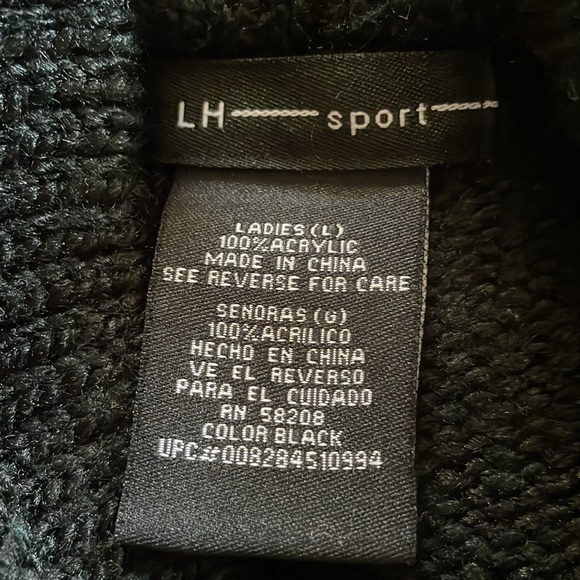 LH sport
LADIES (L)
100% ACRYLIC
MADE IN CHINA
SEE REVERSE FOR CARE
SENORAS (G)
100% ACRILICO
HECHO EN CHINA
VE EL REVERSO
PARA EL CUIDADO
RN 58208
COLOR BLACK
UPC#008284510994